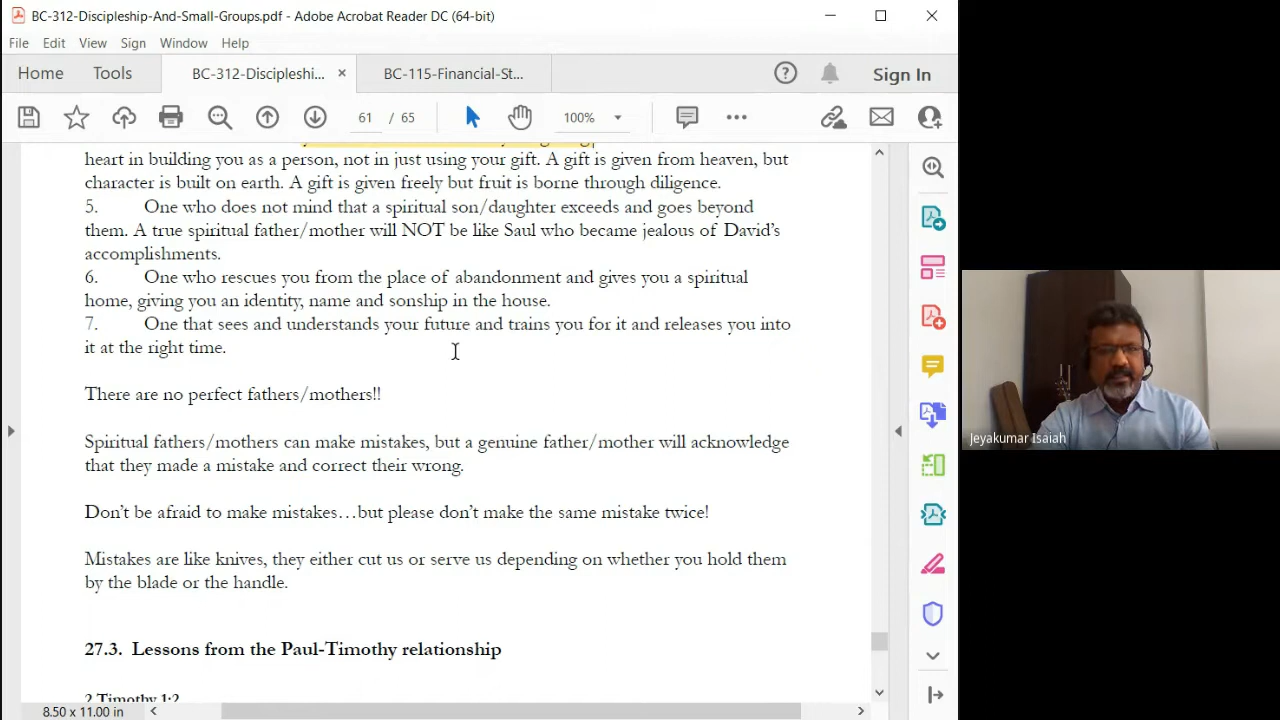 BC-312-Discipleship-And-Small-Groups.pdf - Adobe Acrobat Reader DC (64-bit)
File Edit View Sign Window Help
Home Tools BC-312-Discipleshi... × BC-115-Financial-St... Sign In
61 / 65 100%
heart in building you as a person, not in just using your gift. A gift is given from heaven, but
character is built on earth. A gift is given freely but fruit is borne through diligence.
5. One who does not mind that a spiritual son/daughter exceeds and goes beyond
them. A true spiritual father/mother will NOT be like Saul who became jealous of David's
accomplishments.
6. One who rescues you from the place of abandonment and gives you a spiritual
home, giving you an identity, name and sonship in the house.
7. One that sees and understands your future and trains you for it and releases you into
it at the right time.
There are no perfect fathers/mothers!!
Spiritual fathers/mothers can make mistakes, but a genuine father/mother will acknowledge
that they made a mistake and correct their wrong.
Don't be afraid to make mistakes…but please don't make the same mistake twice!
Mistakes are like knives, they either cut us or serve us depending on whether you hold them
by the blade or the handle.
27.3. Lessons from the Paul-Timothy relationship
2 Timothy 1:2
8.50 x 11.00 in
Jeyakumar Isaiah